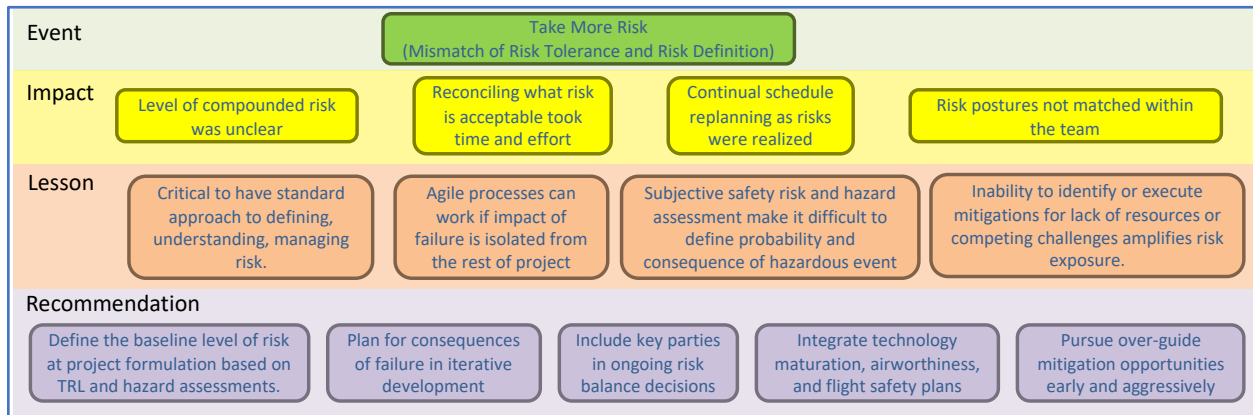 Event
Take More Risk
(Mismatch of Risk Tolerance and Risk Definition)
Impact
Level of compounded risk
was unclear
Reconciling what risk
is acceptable took
time and effort
Continual schedule
replanning as risks
were realized
Risk postures not matched within
the team
Lesson
Critical to have standard
approach to defining,
understanding, managing
risk.
Agile processes can
work if impact of
failure is isolated from
the rest of project
Subjective safety risk and hazard
assessment make it difficult to
define probability and
consequence of hazardous event
Inability to identify or execute
mitigations for lack of resources or
competing challenges amplifies risk
exposure.
Recommendation
Define the baseline level of risk
at project formulation based on
TRL and hazard assessments.
Plan for consequences
of failure in iterative
development
Include key parties
in ongoing risk
balance decisions
Integrate technology
maturation, airworthiness,
and flight safety plans
Pursue over-guide
mitigation opportunities
early and aggressively